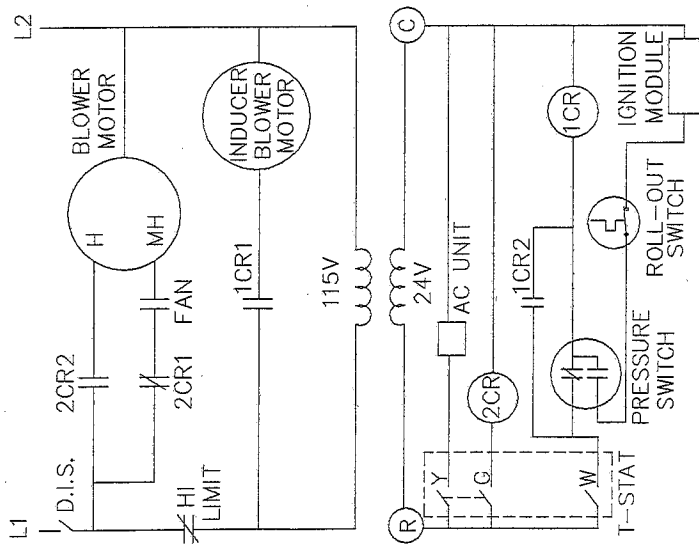 L1
L2
D.I.S.
2CR2
H
BLOWER
MOTOR
2CR1
FAN
MH
HI
LIMIT
1CR1
INDUCER
BLOWER
MOTOR
115V
24V
R
C
Y
AC UNIT
G
2CR
1CR2
W
1CR
T-STAT
PRESSURE
SWITCH
ROLL-OUT
SWITCH
IGNITION
MODULE